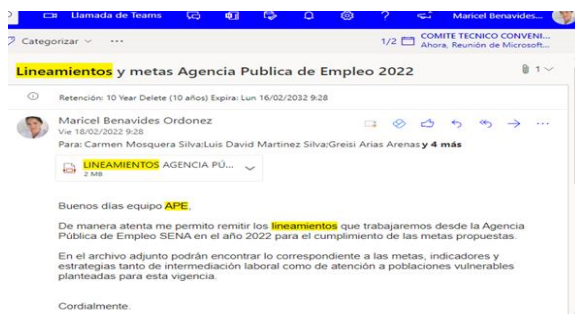 Llamada de Teams
? Maricel Benavides...
Categorizar ...
1/2 COMITE TECNICO CONVENI...
Ahora, Reunión de Microsoft...
Lineamientos y metas Agencia Publica de Empleo 2022
1
Retención: 10 Year Delete (10 años) Expira: Lun 16/02/2032 9:28
Maricel Benavides Ordonez
Vie 18/02/2022 9:28
Para: Carmen Mosquera Silva;Luis David Martinez Silva;Greisi Arias Arenas y 4 más
LINEAMIENTOS AGENCIA PÚ...
2 MB
Buenos días equipo APE,
De manera atenta me permito remitir los lineamientos que trabajaremos desde la Agencia
Pública de Empleo SENA en el año 2022 para el cumplimiento de las metas propuestas.
En el archivo adjunto podrán encontrar lo correspondiente a las metas, indicadores y
estrategias tanto de intermediación laboral como de atención a poblaciones vulnerables
planteadas para esta vigencia.
Cordialmente.